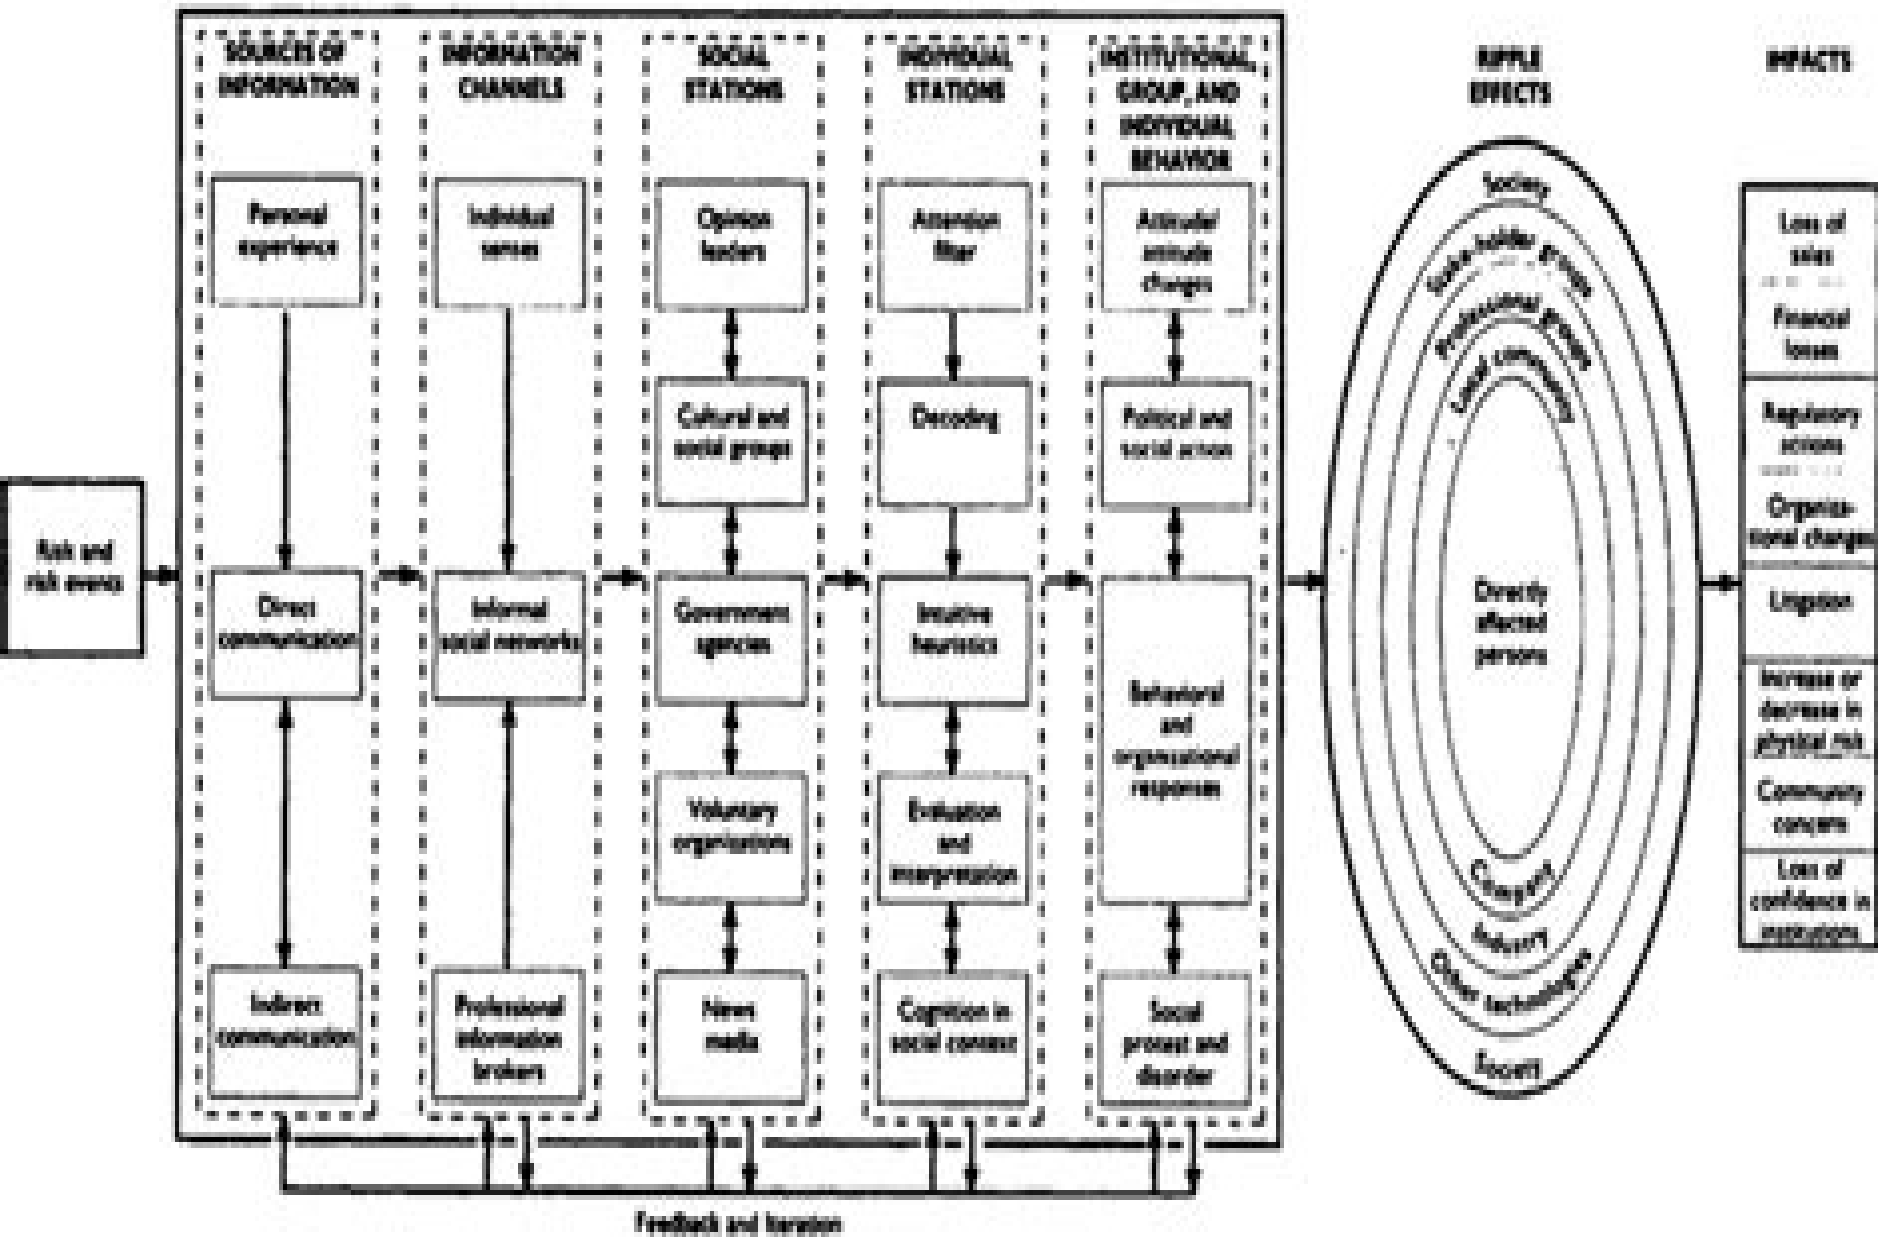 SOURCES OF
INFORMATION
Personal
experience
Direct
communication
Indirect
communication
INFORMATION
CHANNELS
Individual
senses
Informal
social networks
Professional
information
brokers
SOCIAL
STATIONS
Opinion
leaders
Cultural and
social groups
Government
agencies
Voluntary
organizations
News
media
INDIVIDUAL
STATIONS
Attention
filter
Decoding
Intuitive
heuristics
Evaluation
and
interpretation
Cognition in
social context
INSTITUTIONAL,
GROUP, AND
INDIVIDUAL
BEHAVIOR
Attitude/
attitude
changes
Political and
social action
Behavioral
and
organizational
responses
Social
protest and
disorder
Risk and
risk events
Feedback and iteration
RIPPLE
EFFECTS
Society
Stake-holder groups
Professional groups
Local community
Directly
affected
persons
Company
Industry
Other technologies
IMPACTS
Loss of
sales
Financial
losses
Regulatory
actions
Organiza-
tional changes
Litigation
Increase or
decrease in
physical risk
Community
concern
Loss of
confidence in
institutions